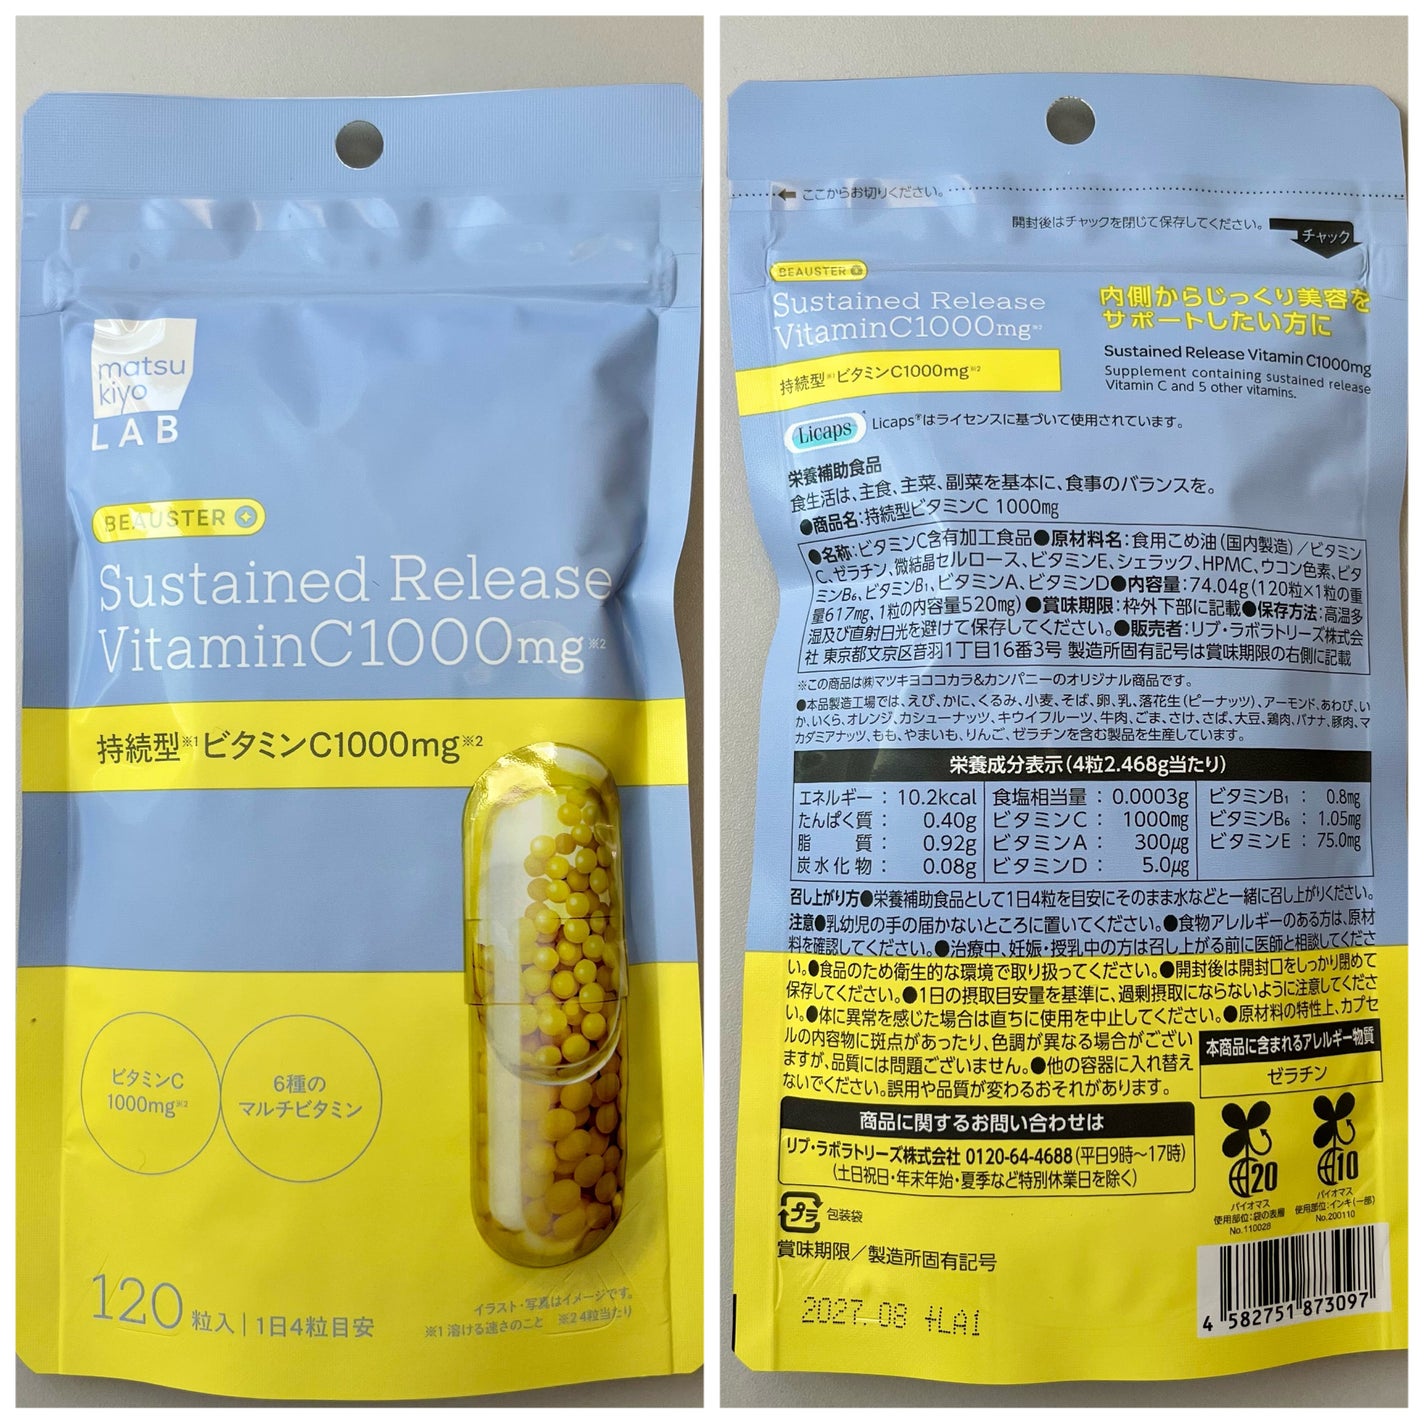 matsu
kiyo
LAB
BEAUSTER
Sustained Release
VitaminC1000mg※2
持続型※1ビタミンC1000mg※2
ビタミンC
1000mg※2
6種の
マルチビタミン
120粒入|1日4粒目安
イラスト・写真はイメージです。
※1 溶ける速さのこと ※2 4粒当たり
ここからお切りください。
開封後はチャックを閉じて保存してください。
チャック
BEAUSTER
Sustained Release
VitaminC1000mg※2
持続型※1ビタミンC1000mg※2
内側からじっくり美容を
サポートしたい方に
Sustained Release Vitamin C1000mg
Supplement containing sustained release
Vitamin C and 5 other vitamins.
Licaps Licaps®はライセンスに基づいて使用されています。
栄養補助食品
食生活は、主食、主菜、副菜を基本に、食事のバランスを。
●商品名:持続型ビタミンC 1000mg
●名称:ビタミンC含有加工食品●原材料名:食用こめ油(国内製造)/ビタミン
C、ゼラチン、微結晶セルロース、ビタミンE、シェラック、HPMC、ウコン色素、ビタ
ミンB6、ビタミンB1、ビタミンA、ビタミンD●内容量:74.04g(120粒×1粒の重
量617mg、1粒の内容量520mg)●賞味期限:枠外下部に記載●保存方法:高温多
湿及び直射日光を避けて保存してください。●販売者:リブ・ラボラトリーズ株式会
社 東京都文京区音羽1丁目16番3号 製造所固有記号は賞味期限の右側に記載
※この商品は㈱マツキヨココカラ&カンパニーのオリジナル商品です。
●本品製造工場では、えび、かに、くるみ、小麦、そば、卵、乳、落花生(ピーナッツ)、アーモンド、あわび、い
か、いくら、オレンジ、カシューナッツ、キウイフルーツ、牛肉、ごま、さけ、さば、大豆、鶏肉、バナナ、豚肉、マ
カダミアナッツ、もも、やまいも、りんご、ゼラチンを含む製品を生産しています。
栄養成分表示(4粒2.468g当たり)
エネルギー : 10.2kcal 食塩相当量 : 0.0003g ビタミンB1 : 0.8mg
たんぱく質 : 0.40g ビタミンC : 1000mg ビタミンB6 : 1.05mg
脂質 : 0.92g ビタミンA : 300μg ビタミンE : 75.0mg
炭水化物 : 0.08g ビタミンD : 5.0μg
召し上がり方●栄養補助食品として1日4粒を目安にそのまま水などと一緒に召し上がりください。
注意●乳幼児の手の届かないところに置いてください。●食物アレルギーのある方は、原材
料を確認してください。●治療中、妊娠・授乳中の方は召し上がる前に医師と相談してくださ
い。●食品のため衛生的な環境で取り扱ってください。●開封後は開封口をしっかり閉めて
保存してください。●1日の摂取目安量を基準に、過剰摂取にならないように注意してくださ
い。●体に異常を感じた場合は直ちに使用を中止してください。●原材料の特性上、カプセ
ルの内容物に斑点があったり、色調が異なる場合がござい
ますが、品質には問題ございません。●他の容器に入れ替え
ないでください。誤用や品質が変わるおそれがあります。
本商品に含まれるアレルギー物質
ゼラチン
商品に関するお問い合わせは
リブ・ラボラトリーズ株式会社 0120-64-4688(平日9時〜17時)
(土日祝日・年末年始・夏季など特別休業日を除く)
20
バイオマス
使用部位:袋の表層
No.110028
10
バイオマス
使用部位:インキ(一部)
No.200110
プラ 包装袋
賞味期限/製造所固有記号
2027.08 +LA1
4 582751 873097